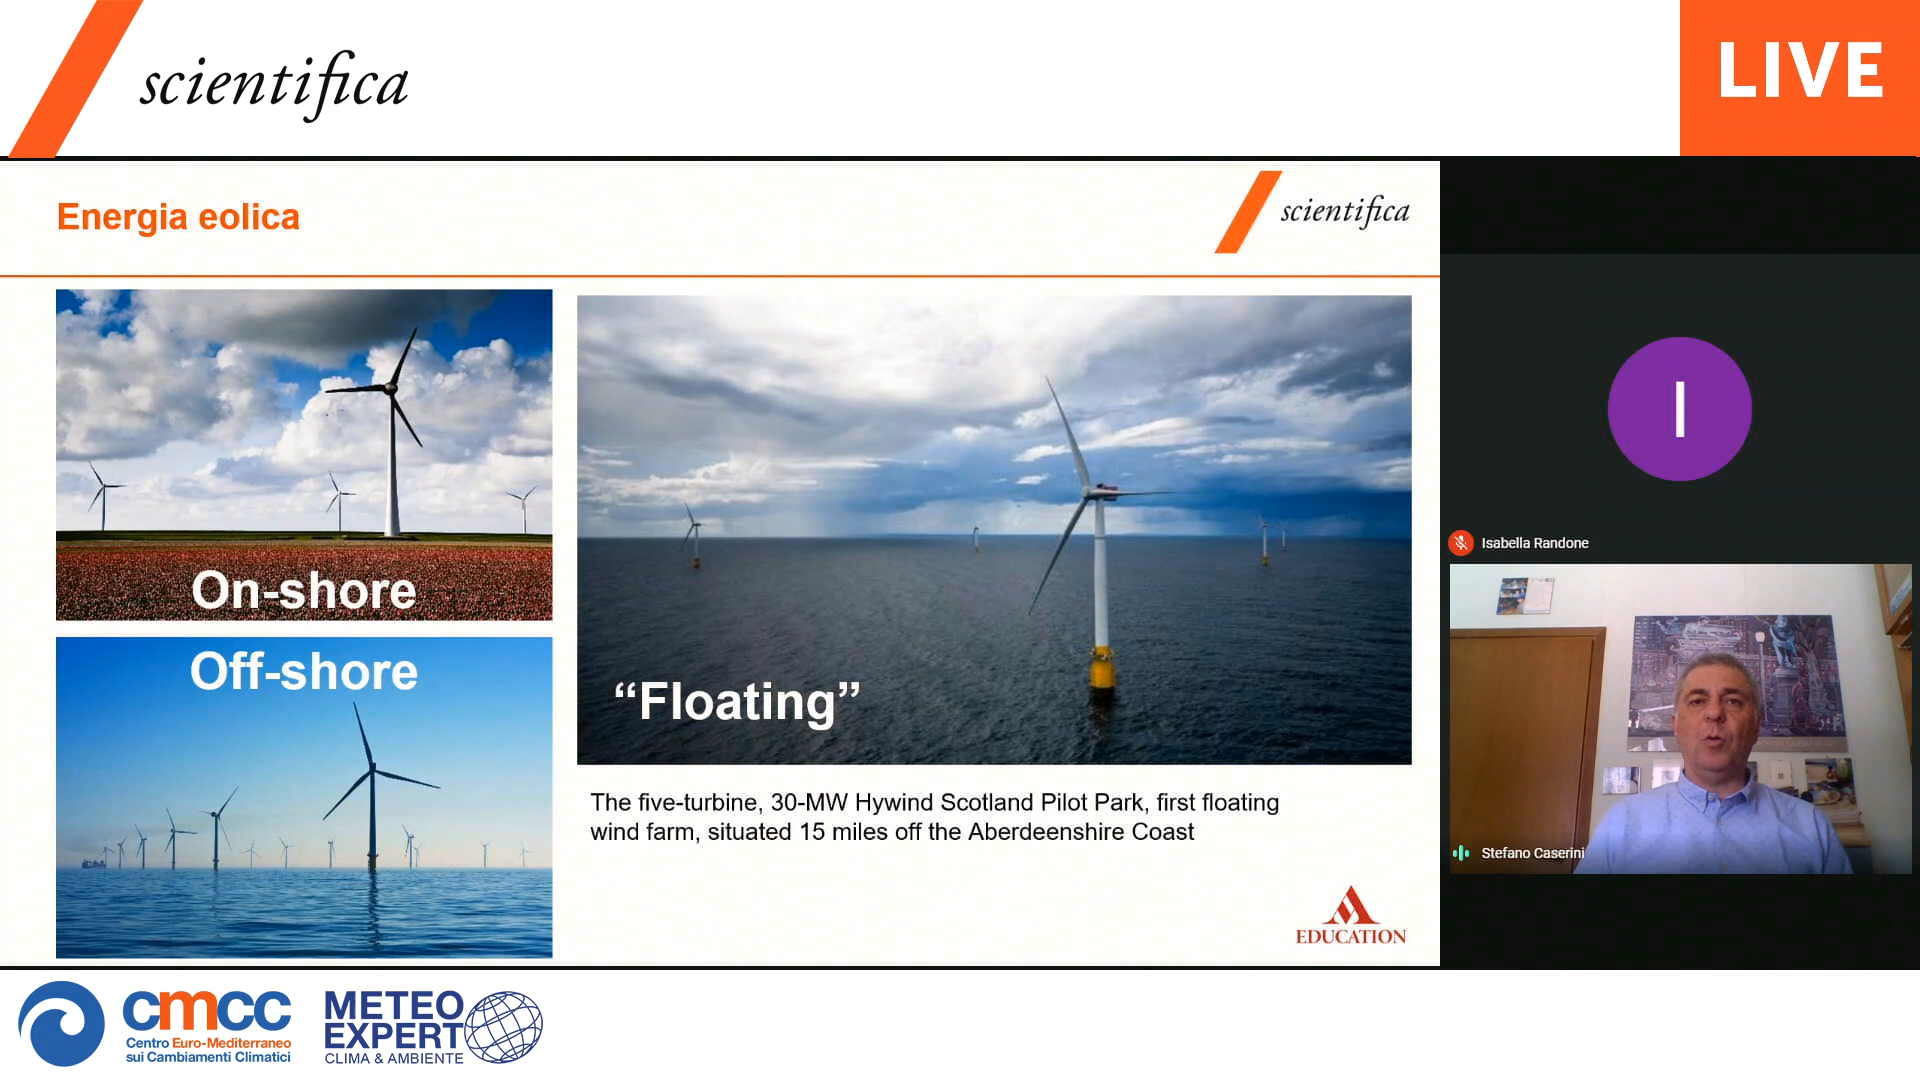 scientifica
LIVE
Energia eolica
scientifica
On-shore
Off-shore
“Floating”
The five-turbine, 30-MW Hywind Scotland Pilot Park, first floating
wind farm, situated 15 miles off the Aberdeenshire Coast
EDUCATION
I
Isabella Randone
Stefano Caserini
cmcc
Centro Euro-Mediterraneo
sui Cambiamenti Climatici
METEO
EXPERT
CLIMA & AMBIENTE